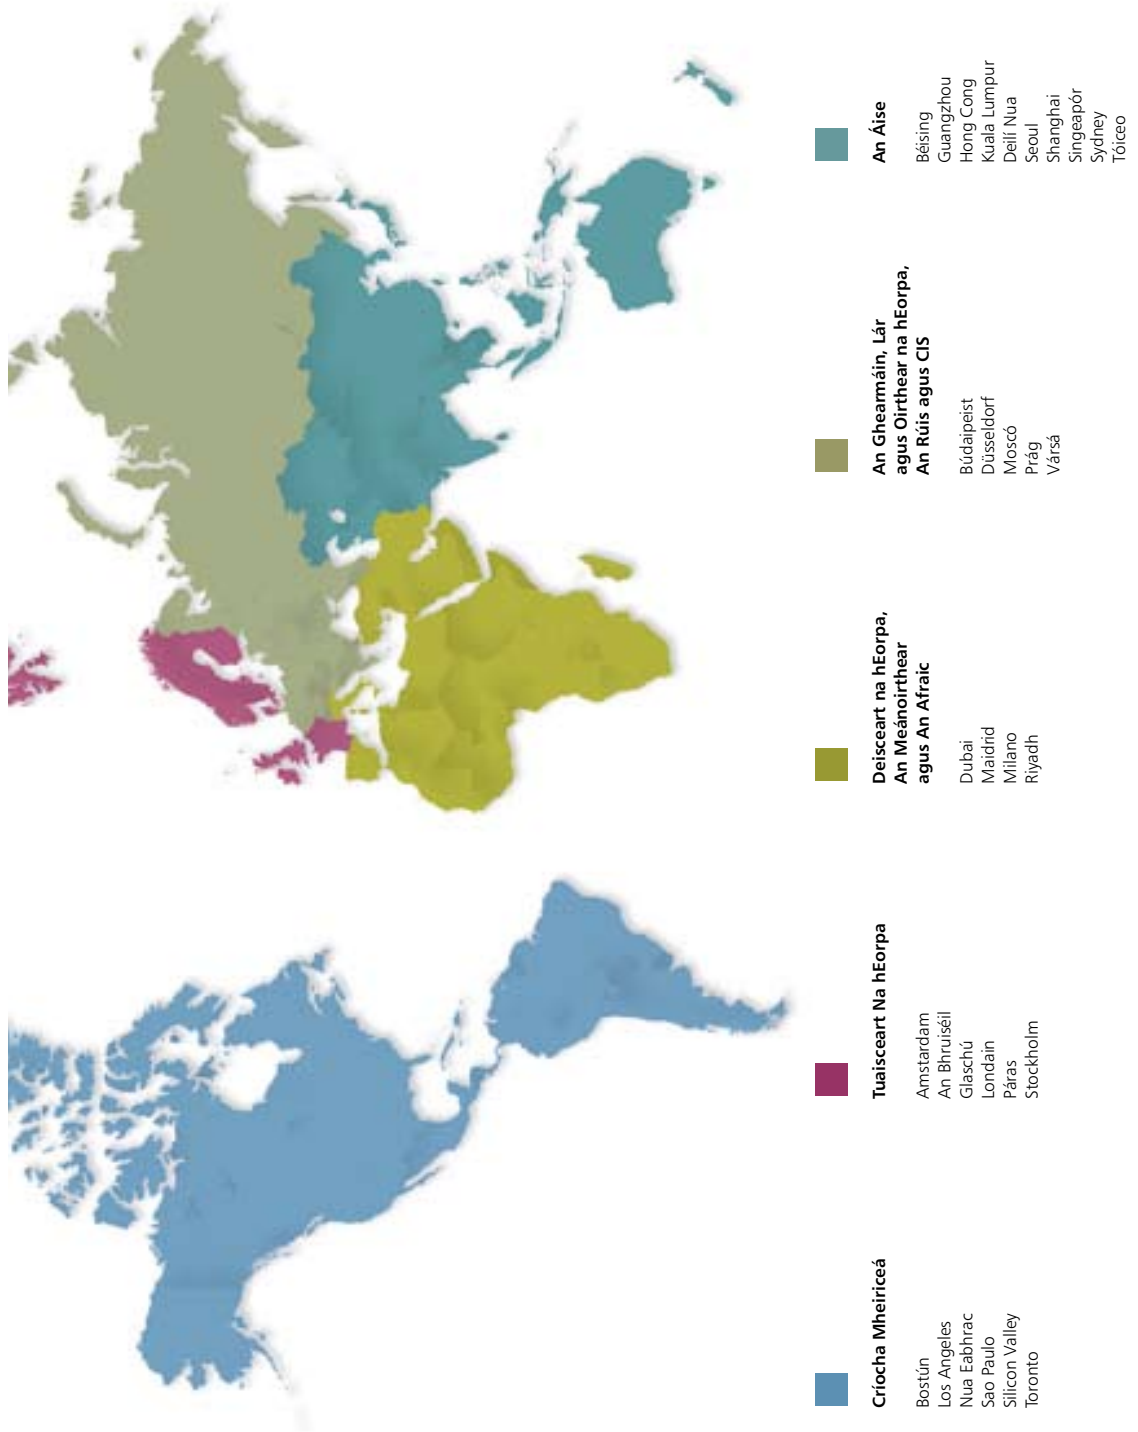 Críocha Mheiriceá
Bostún
Los Angeles
Nua Eabhrac
Sao Paulo
Silicon Valley
Toronto
Tuaisceart Na hEorpa
Amstardam
An Bhruiséil
Glaschú
Londain
Páras
Stockholm
Deisceart na hEorpa,
An Meánoirthear
agus An Afraic
Dubai
Maidrid
Milano
Riyadh
An Ghearmáin, Lár
agus Oirthear na hEorpa,
An Rúis agus CIS
Búdaipeist
Düsseldorf
Moscó
Prág
Vársá
An Áise
Béising
Guangzhou
Hong Cong
Kuala Lumpur
Deilí Nua
Seoul
Shanghai
Singeapór
Sydney
Tóiceo